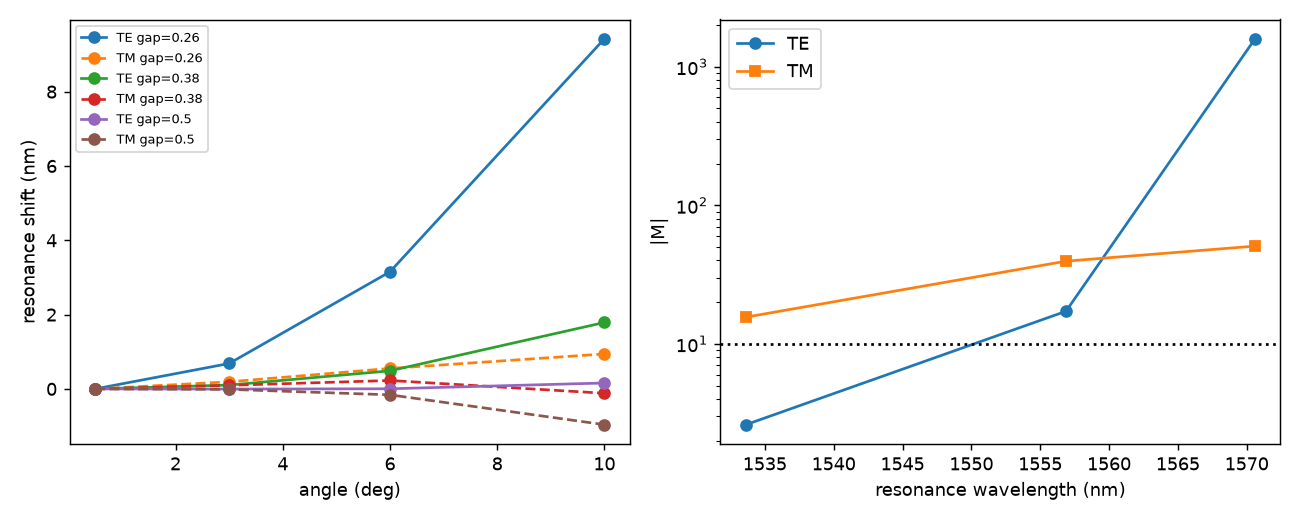 TE gap=0.26
TM gap=0.26
TE gap=0.38
TM gap=0.38
TE gap=0.5
TM gap=0.5
8
6
4
2
0
resonance shift (nm)
2 4 6 8 10
angle (deg)
TE
TM
10³
10²
10¹
|M|
1535 1540 1545 1550 1555 1560 1565 1570
resonance wavelength (nm)